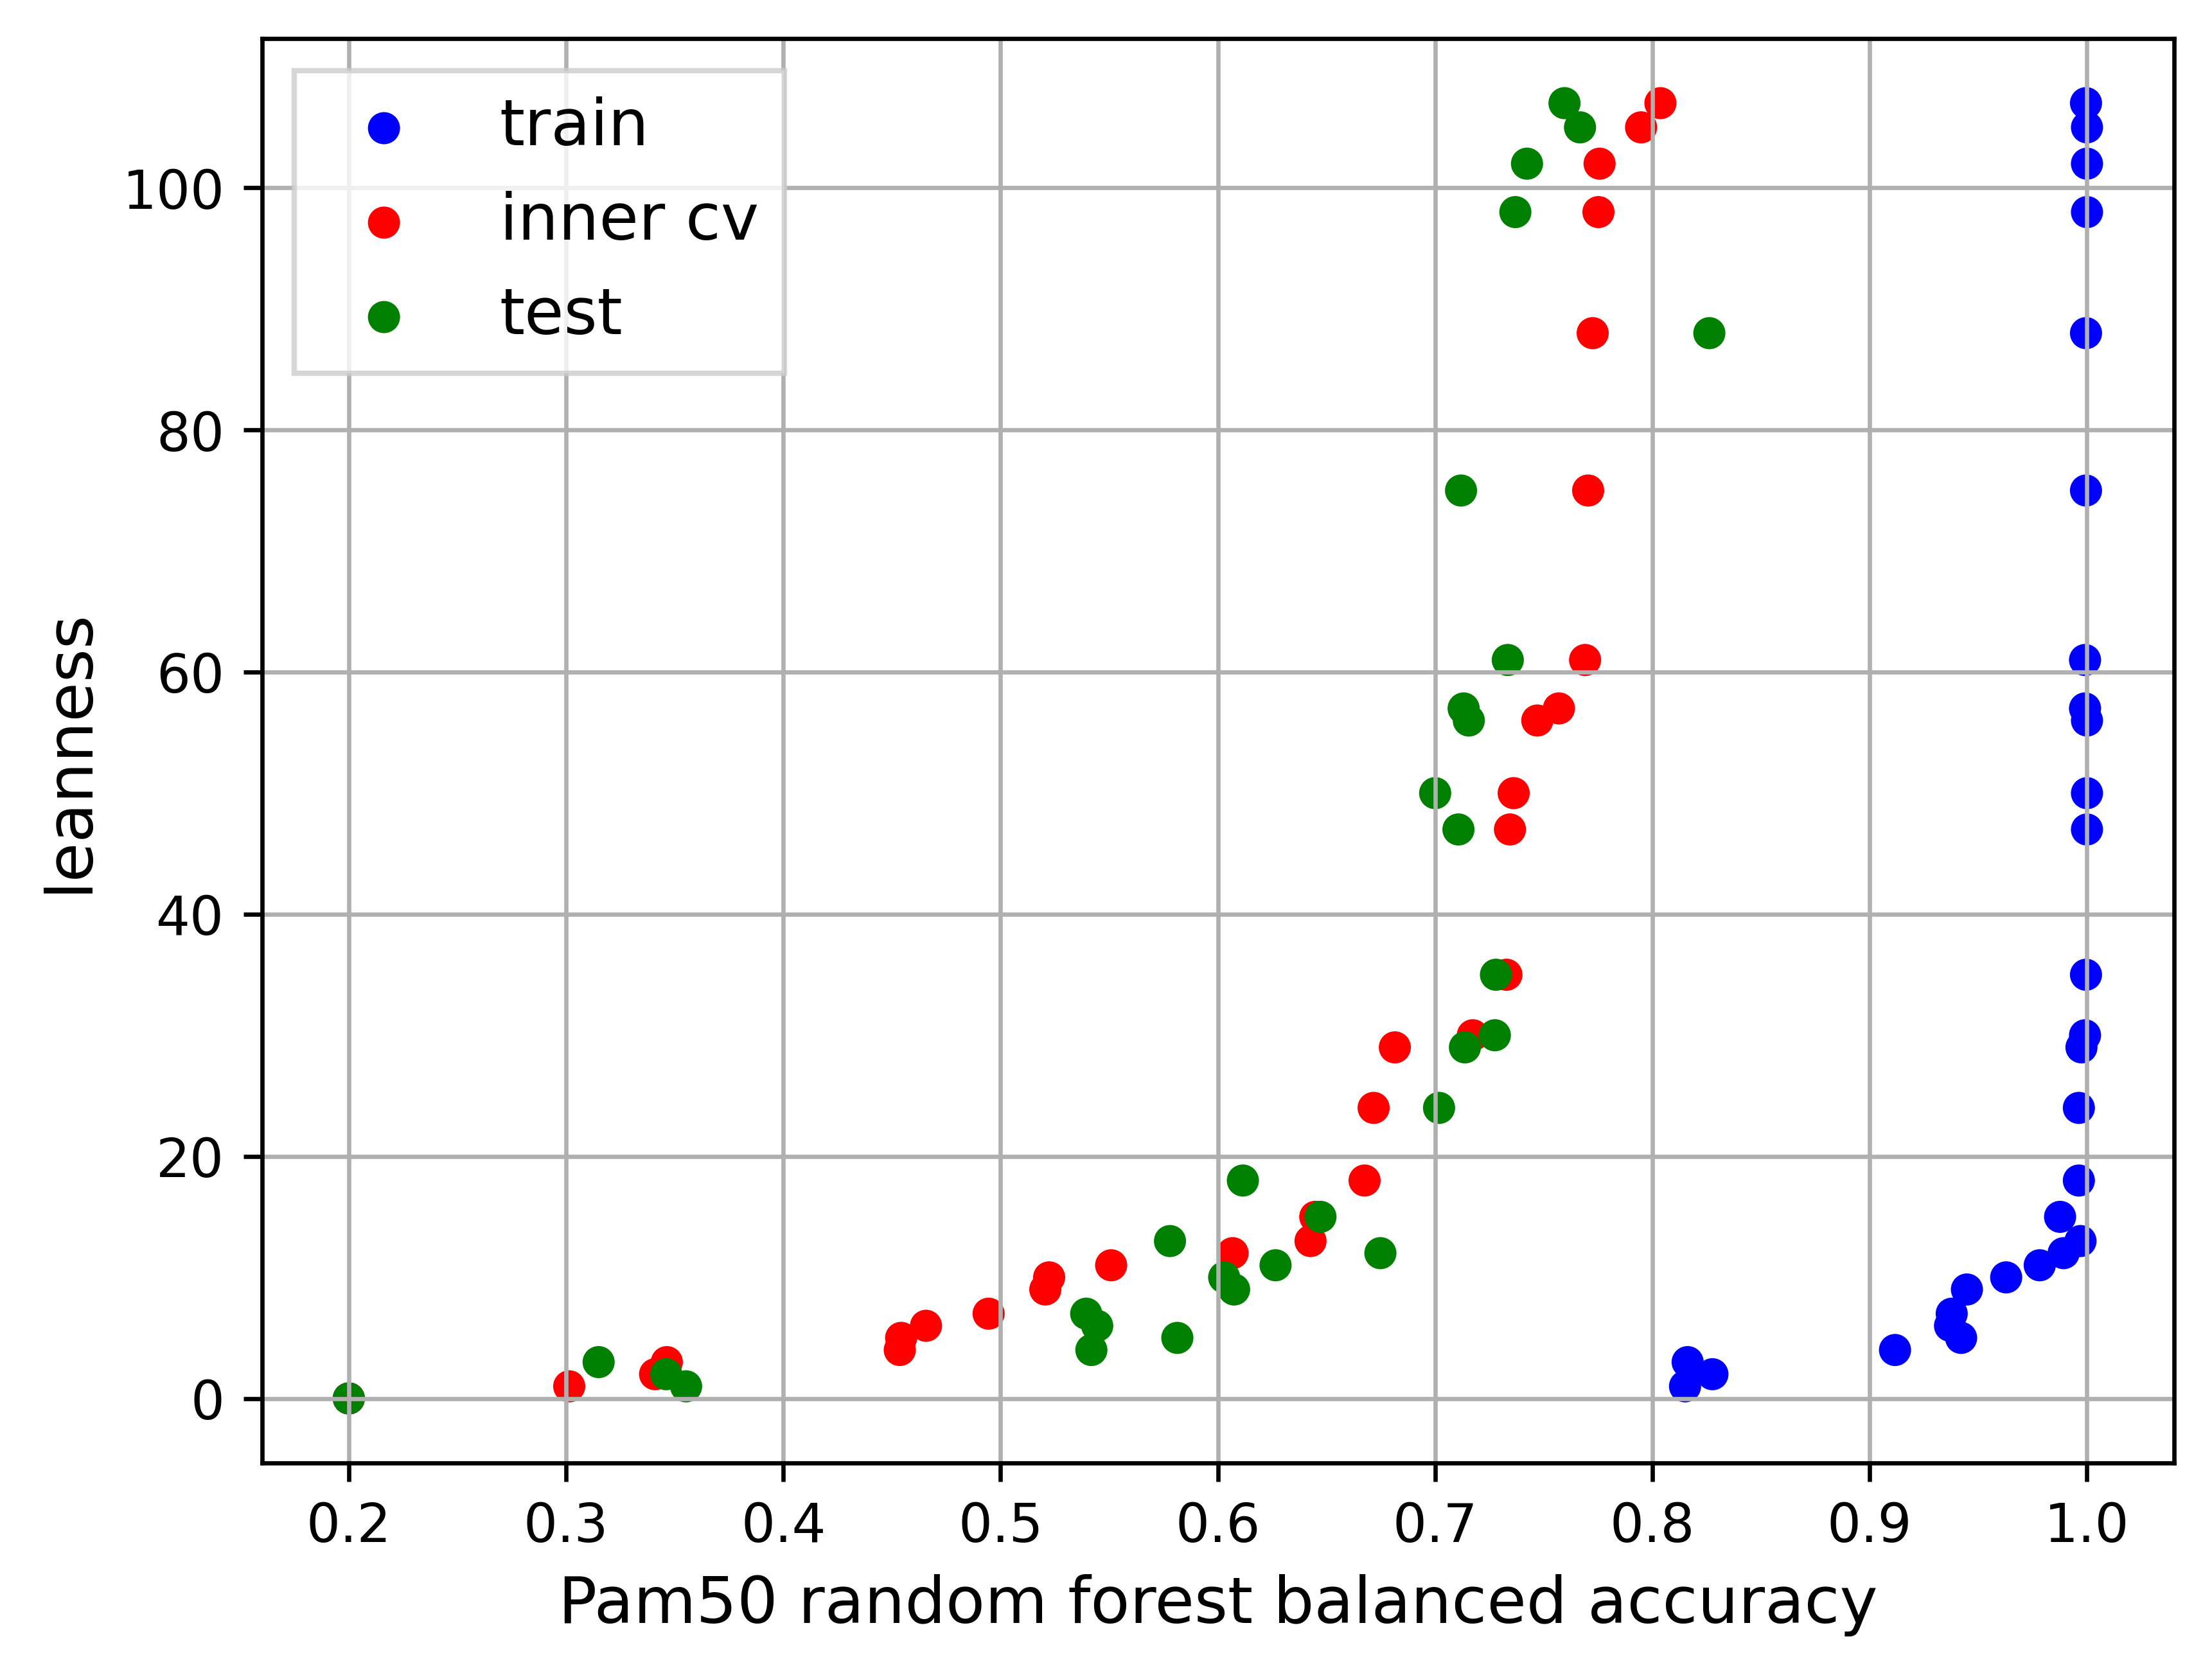 train
inner cv
test
100
80
60
40
20
0
leanness
0.2 0.3 0.4 0.5 0.6 0.7 0.8 0.9 1.0
Pam50 random forest balanced accuracy